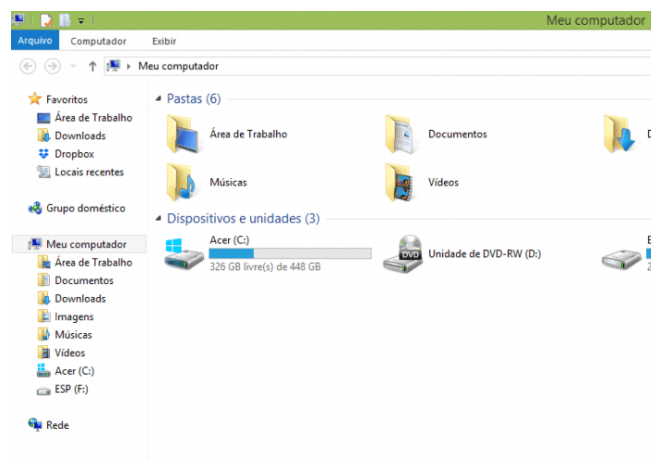 Meu computador
Arquivo Computador Exibir
Meu computador
Favoritos
Área de Trabalho
Downloads
Dropbox
Locais recentes
Grupo doméstico
Meu computador
Área de Trabalho
Documentos
Downloads
Imagens
Músicas
Vídeos
Acer (C:)
ESP (F:)
Rede
Pastas (6)
Área de Trabalho
Documentos
Músicas
Vídeos
Dispositivos e unidades (3)
Acer (C:)
326 GB livre(s) de 448 GB
DVD
Unidade de DVD-RW (D:)